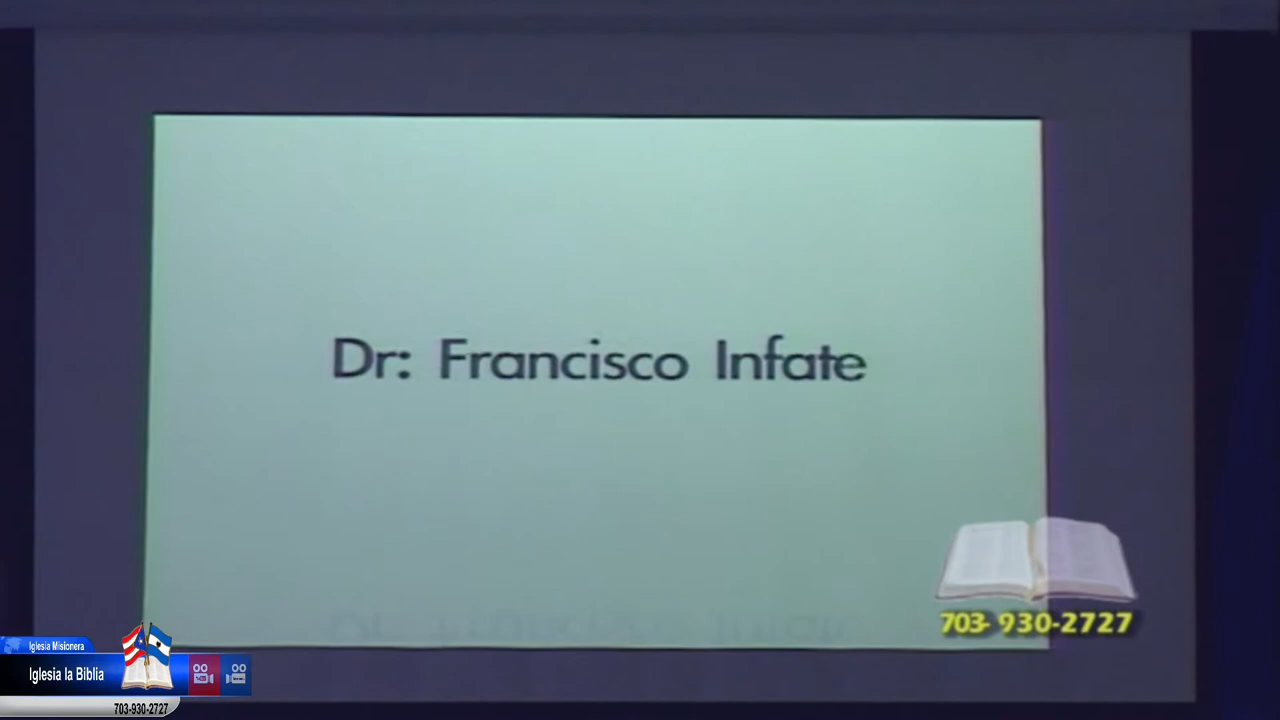 Dr: Francisco Infate
703-930-2727
Iglesia Misionera
Iglesia la Biblia
703-930-2727